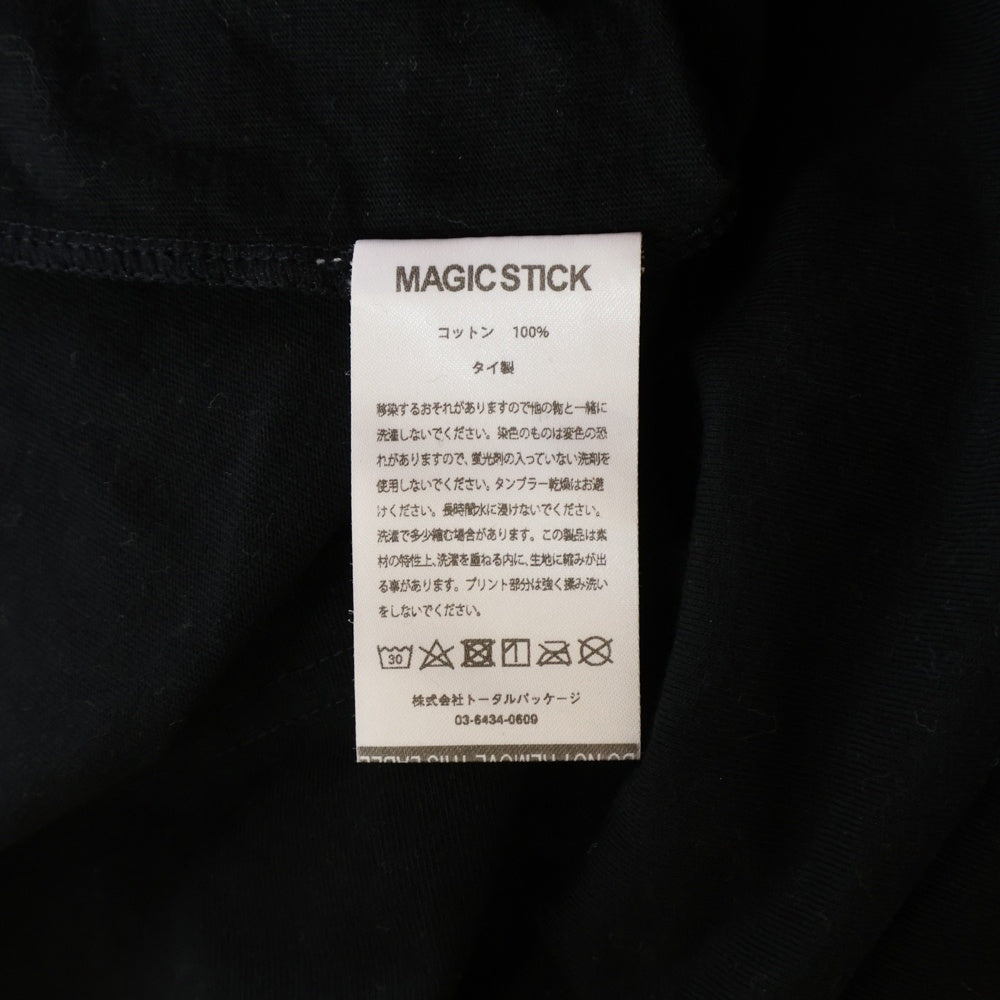 MAGIC STICK
コットン 100%
タイ製
移染するおそれがありますので他の物と一緒に
洗濯しないでください。染色のものは変色の恐
れがありますので、蛍光剤の入っていない洗剤を
使用しないでください。タンブラー乾燥はお避
けください。長時間水に浸けないでください。
洗濯で多少縮む場合があります。この製品は素
材の特性上、洗濯を重ねる内に、生地に縮みが出
る事があります。プリント部分は強く揉み洗い
をしないでください。
30
株式会社トータルパッケージ
03-6434-0609
DO NOT REMOVE THIS LABEL